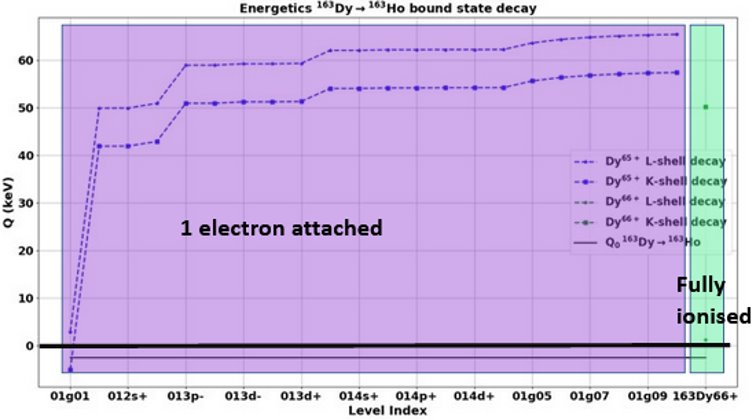 Energetics ¹⁶³Dy→¹⁶³Ho bound state decay
60
50
40
30
20
10
0
Q (keV)
1 electron attached
Dy⁶⁵⁺ L-shell decay
Dy⁶⁵⁺ K-shell decay
Dy⁶⁶⁺ L-shell decay
Dy⁶⁶⁺ K-shell decay
Q₀ ¹⁶³Dy→¹⁶³Ho
Fully
ionised
01g01 012s+ 013p- 013d- 013d+ 014s+ 014p+ 014d+ 01g05 01g07 01g09 163Dy66+
Level Index